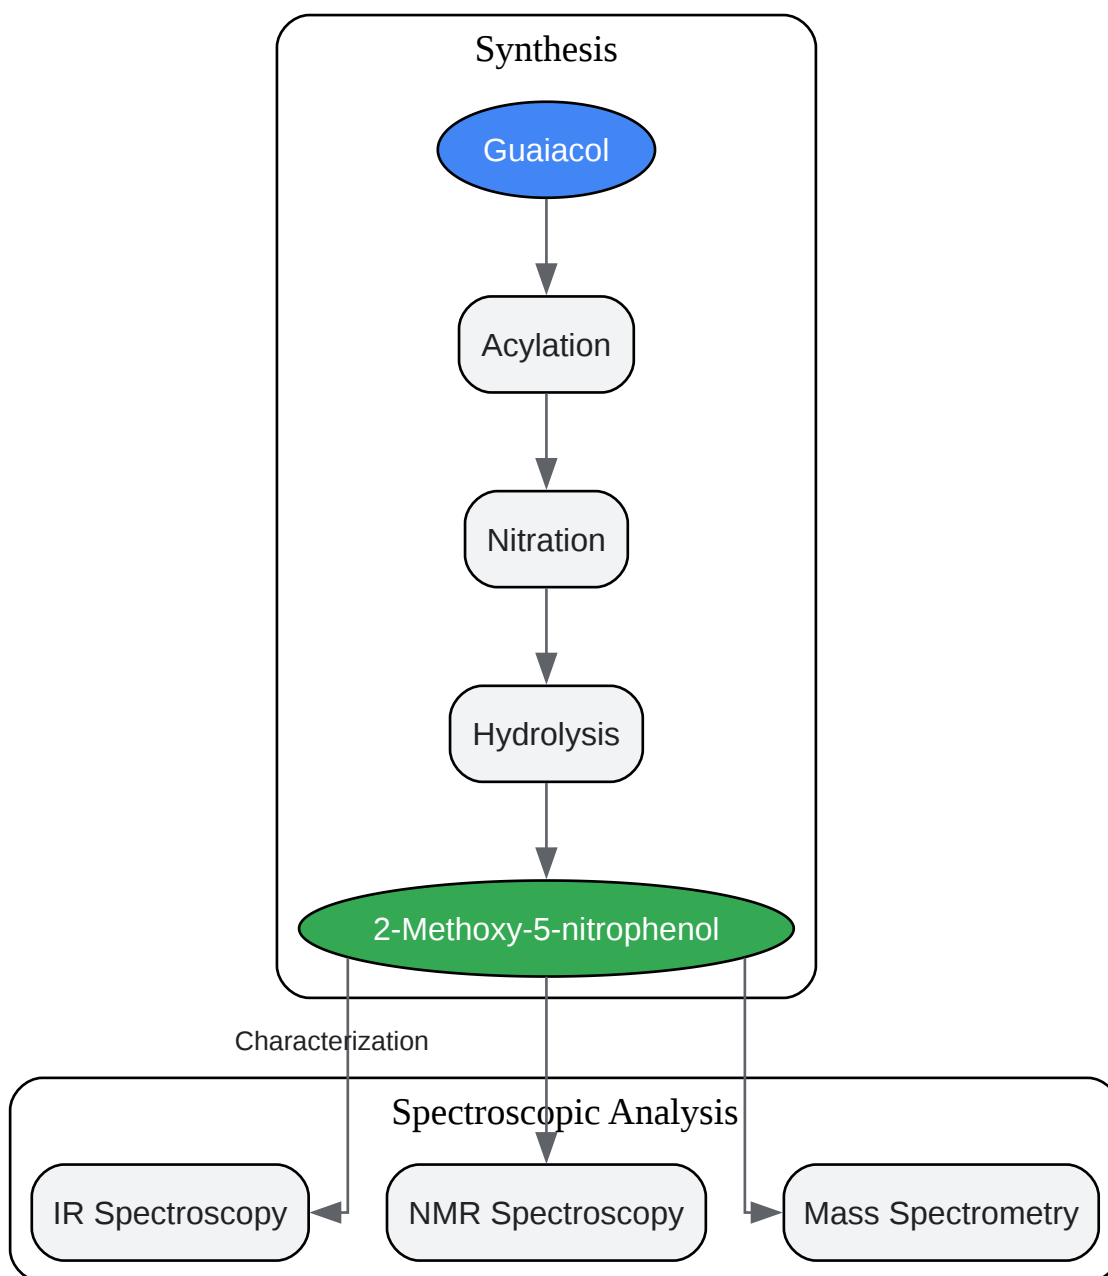 Synthesis
Guaiacol
Acylation
Nitration
Hydrolysis
2-Methoxy-5-nitrophenol
Characterization
Spectroscopic Analysis
IR Spectroscopy
NMR Spectroscopy
Mass Spectrometry